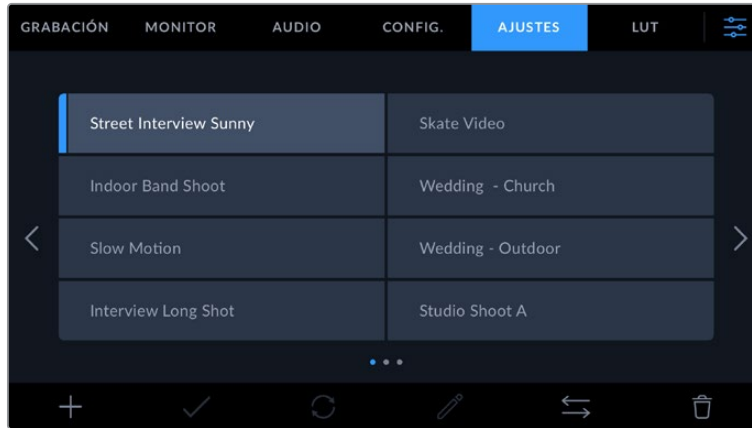 GRABACIÓN MONITOR AUDIO CONFIG. AJUSTES LUT
Street Interview Sunny Skate Video
Indoor Band Shoot Wedding - Church
Slow Motion Wedding - Outdoor
Interview Long Shot Studio Shoot A